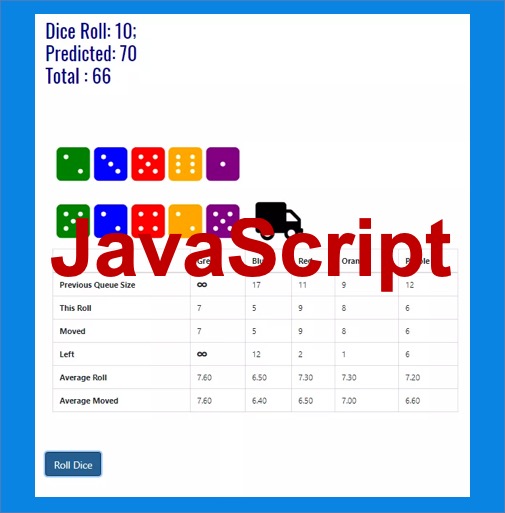 Dice Roll: 10;
Predicted: 70
Total : 66
JavaScript
Previous Queue Size ∞ 17 11 9 12
This Roll 7 5 9 8 6
Moved 7 5 9 8 6
Left ∞ 12 2 1 6
Average Roll 7.60 6.50 7.30 7.30 7.20
Average Moved 7.60 6.40 6.50 7.00 6.60
Roll Dice